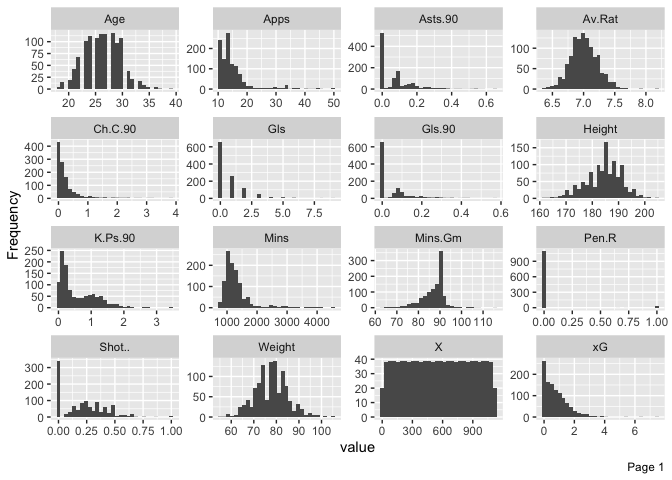 Age Apps Asts.90 Av.Rat
100
75
50
25
0
200
100
0
400
200
0
100
75
50
25
0
20 25 30 35 40
10 20 30 40 50
0.0 0.2 0.4 0.6
6.5 7.0 7.5 8.0
Ch.C.90 Gls Gls.90 Height
400
300
200
100
0
600
400
200
0
600
400
200
0
150
100
50
0
0 1 2 3 4
0.0 2.5 5.0 7.5
0.0 0.2 0.4 0.6
160 170 180 190 200
Frequency
K.Ps.90 Mins Mins.Gm Pen.R
250
200
150
100
50
0
200
100
0
300
200
100
0
900
600
300
0
0 1 2 3
1000 2000 3000 4000
60 70 80 90 100 110
0.00 0.25 0.50 0.75 1.00
Shot.. Weight X xG
300
200
100
0
100
50
0
40
30
20
10
0
200
100
0
0.00 0.25 0.50 0.75 1.00
60 70 80 90 100
0 300 600 900
0 2 4 6
value
Page 1